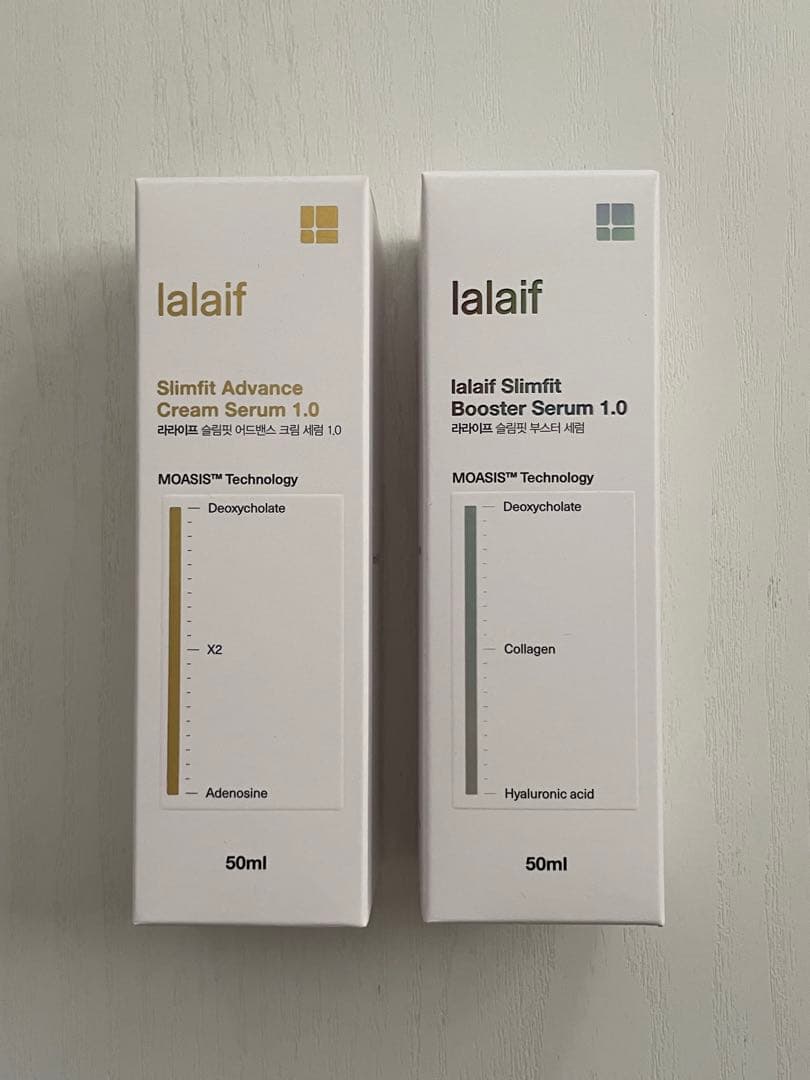 lalaif
Slimfit Advance
Cream Serum 1.0
라라이프 슬림핏 어드밴스 크림 세럼 1.0
MOASIS™ Technology
Deoxycholate
X2
Adenosine
50ml
lalaif
lalaif Slimfit
Booster Serum 1.0
라라이프 슬림핏 부스터 세럼
MOASIS™ Technology
Deoxycholate
Collagen
Hyaluronic acid
50ml